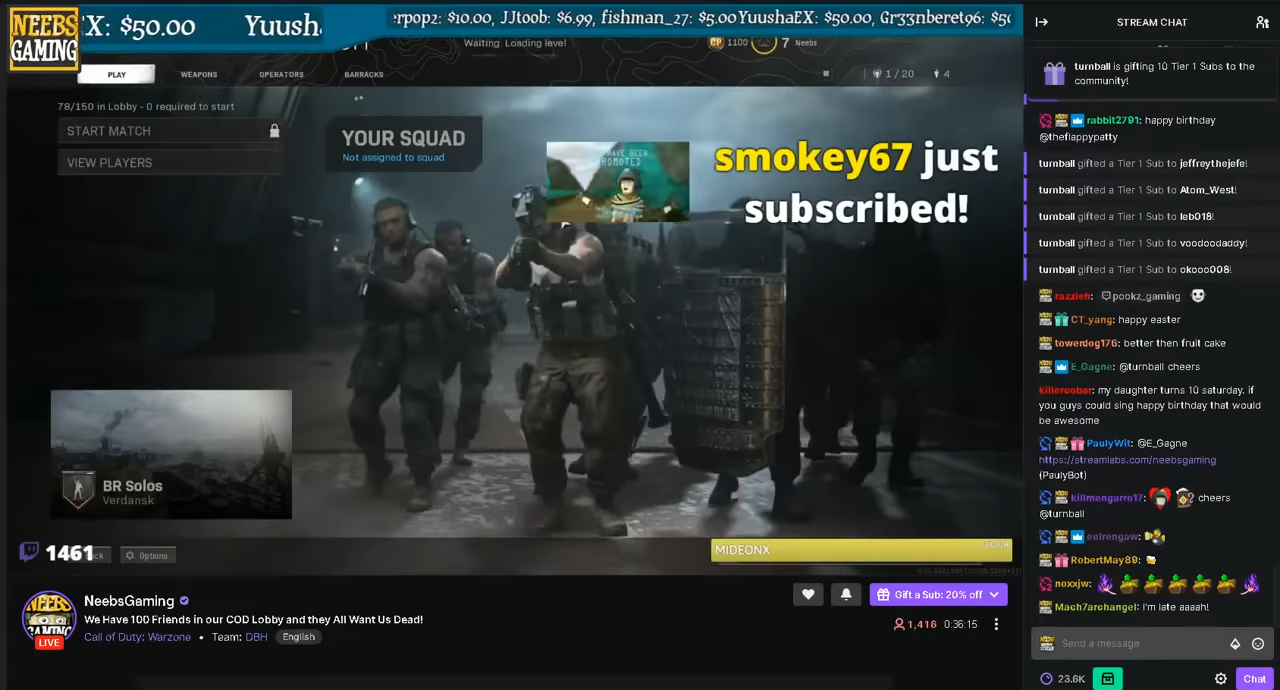 NEEBS
GAMING
EX: $50.00 Yuush
erpop2: $10.00, JJtoob: $6.99, fishman_27: $5.00YuushaEX: $50.00, Gr33nberet96: $5
Waiting. Loading level
CP 1100 7 Neebs
PLAY WEAPONS OPERATORS BARRACKS
1 / 20 4
78/150 in Lobby - 0 required to start
START MATCH
VIEW PLAYERS
YOUR SQUAD
Not assigned to squad
HAVE BEEN
smokey67 just
subscribed!
BR Solos
Verdansk
1461
Options
MIDEONX
FOLLOW
NeebsGaming
We Have 100 Friends in our COD Lobby and they All Want Us Dead!
Call of Duty: Warzone • Team: DBH English
LIVE
Gift a Sub: 20% off
1,416 0:36:15
STREAM CHAT
turnball is gifting 10 Tier 1 Subs to the
community!
rabbit2791: happy birthday
@theflappypatty
turnball gifted a Tier 1 Sub to jeffreythejefe!
turnball gifted a Tier 1 Sub to Atom_West!
turnball gifted a Tier 1 Sub to leb018!
turnball gifted a Tier 1 Sub to voodoodaddy!
turnball gifted a Tier 1 Sub to okooo008!
razzieh: pookz_gaming
CT_yang: happy easter
towerdog176: better then fruit cake
E_Gagne: @turnball cheers
killercobar: my daughter turns 10 saturday. if
you guys could sing happy birthday that would
be awesome
PaulyWit: @E_Gagne
https://streamlabs.com/neebsgaming
(PaulyBot)
killmengarro17: cheers
@turnball
eelrengaw:
RobertMay89:
noxxjw:
Mach7archangel: I'm late aaaah!
Send a message
23.6K
Chat